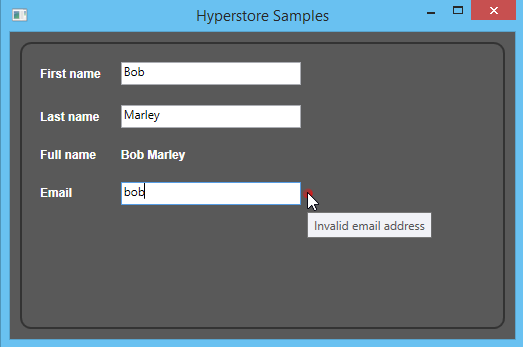 Hyperstore Samples
First name Bob
Last name Marley
Full name Bob Marley
Email bob
Invalid email address